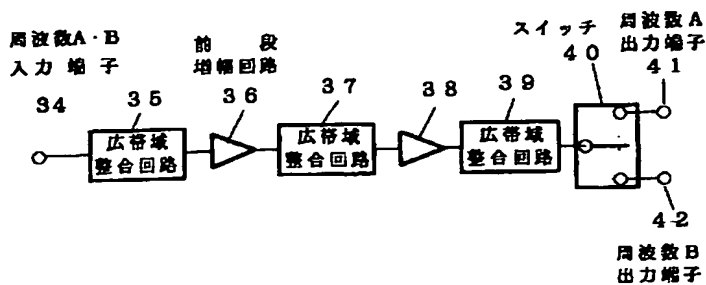 周波数A・B
入力端子
34
35
広帯域
整合回路
前段
増幅回路
36
37
広帯域
整合回路
38
39
広帯域
整合回路
スイッチ
40
周波数A
出力端子
41
42
周波数B
出力端子